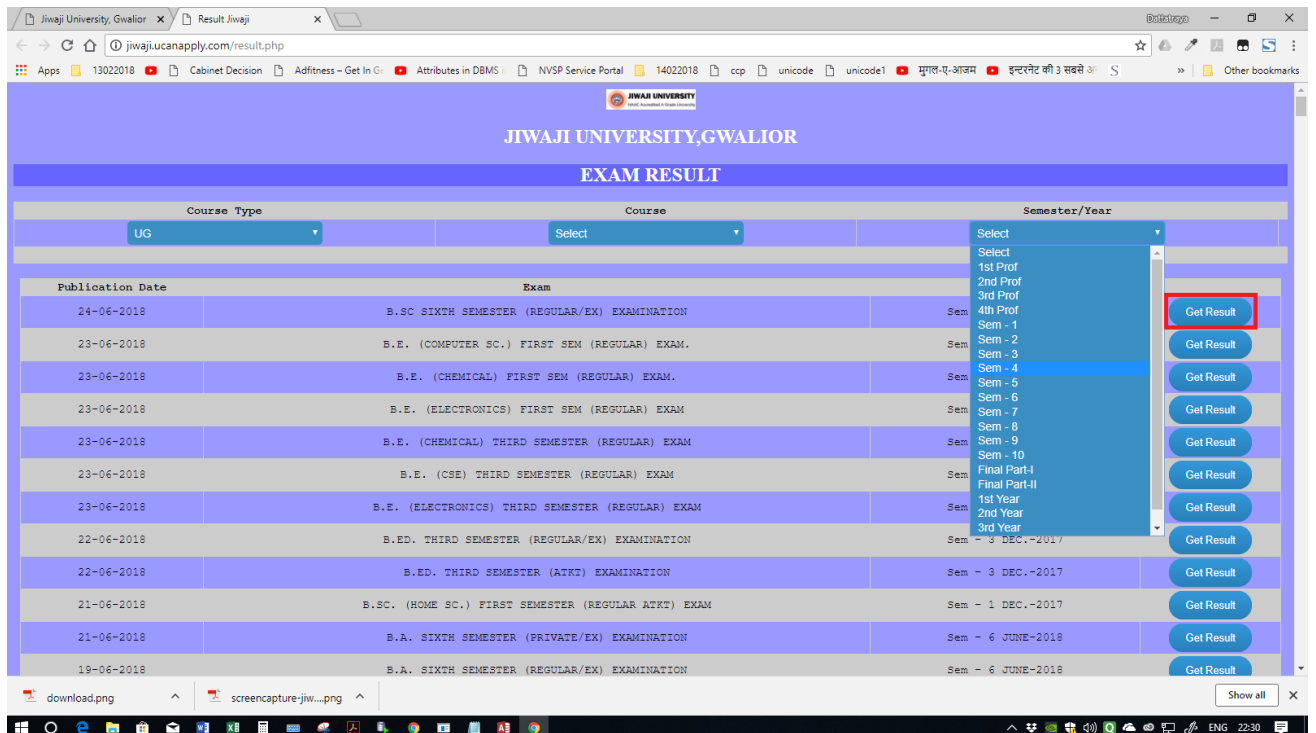 Jiwaji University, Gwalior
Result Jiwaji
Dattatreya
jiwaji.ucanapply.com/result.php
Apps 13022018 Cabinet Decision Adfitness – Get In G Attributes in DBMS NVSP Service Portal 14022018 ccp unicode unicode1 मुगल-ए-आजम इन्टरनेट की 3 सबसे » Other bookmarks
JIWAJI UNIVERSITY
NAAC Accredited A Grade University
JIWAJI UNIVERSITY,GWALIOR
EXAM RESULT
Course Type Course Semester/Year
UG Select Select
Select
1st Prof
2nd Prof
3rd Prof
4th Prof
Sem - 1
Sem - 2
Sem - 3
Sem - 4
Sem - 5
Sem - 6
Sem - 7
Sem - 8
Sem - 9
Sem - 10
Final Part-I
Final Part-II
1st Year
2nd Year
3rd Year
Publication Date Exam
24-06-2018 B.SC SIXTH SEMESTER (REGULAR/EX) EXAMINATION Sem Get Result
23-06-2018 B.E. (COMPUTER SC.) FIRST SEM (REGULAR) EXAM. Sem Get Result
23-06-2018 B.E. (CHEMICAL) FIRST SEM (REGULAR) EXAM. Sem Get Result
23-06-2018 B.E. (ELECTRONICS) FIRST SEM (REGULAR) EXAM Sem Get Result
23-06-2018 B.E. (CHEMICAL) THIRD SEMESTER (REGULAR) EXAM Sem Get Result
23-06-2018 B.E. (CSE) THIRD SEMESTER (REGULAR) EXAM Sem Get Result
23-06-2018 B.E. (ELECTRONICS) THIRD SEMESTER (REGULAR) EXAM Sem Get Result
22-06-2018 B.ED. THIRD SEMESTER (REGULAR/EX) EXAMINATION Sem - 3 DEC.-2017 Get Result
22-06-2018 B.ED. THIRD SEMESTER (ATKT) EXAMINATION Sem - 3 DEC.-2017 Get Result
21-06-2018 B.SC. (HOME SC.) FIRST SEMESTER (REGULAR ATKT) EXAM Sem - 1 DEC.-2017 Get Result
21-06-2018 B.A. SIXTH SEMESTER (PRIVATE/EX) EXAMINATION Sem - 6 JUNE-2018 Get Result
19-06-2018 B.A. SIXTH SEMESTER (REGULAR/EX) EXAMINATION Sem - 6 JUNE-2018 Get Result
download.png screencapture-jiw....png Show all
ENG 22:30